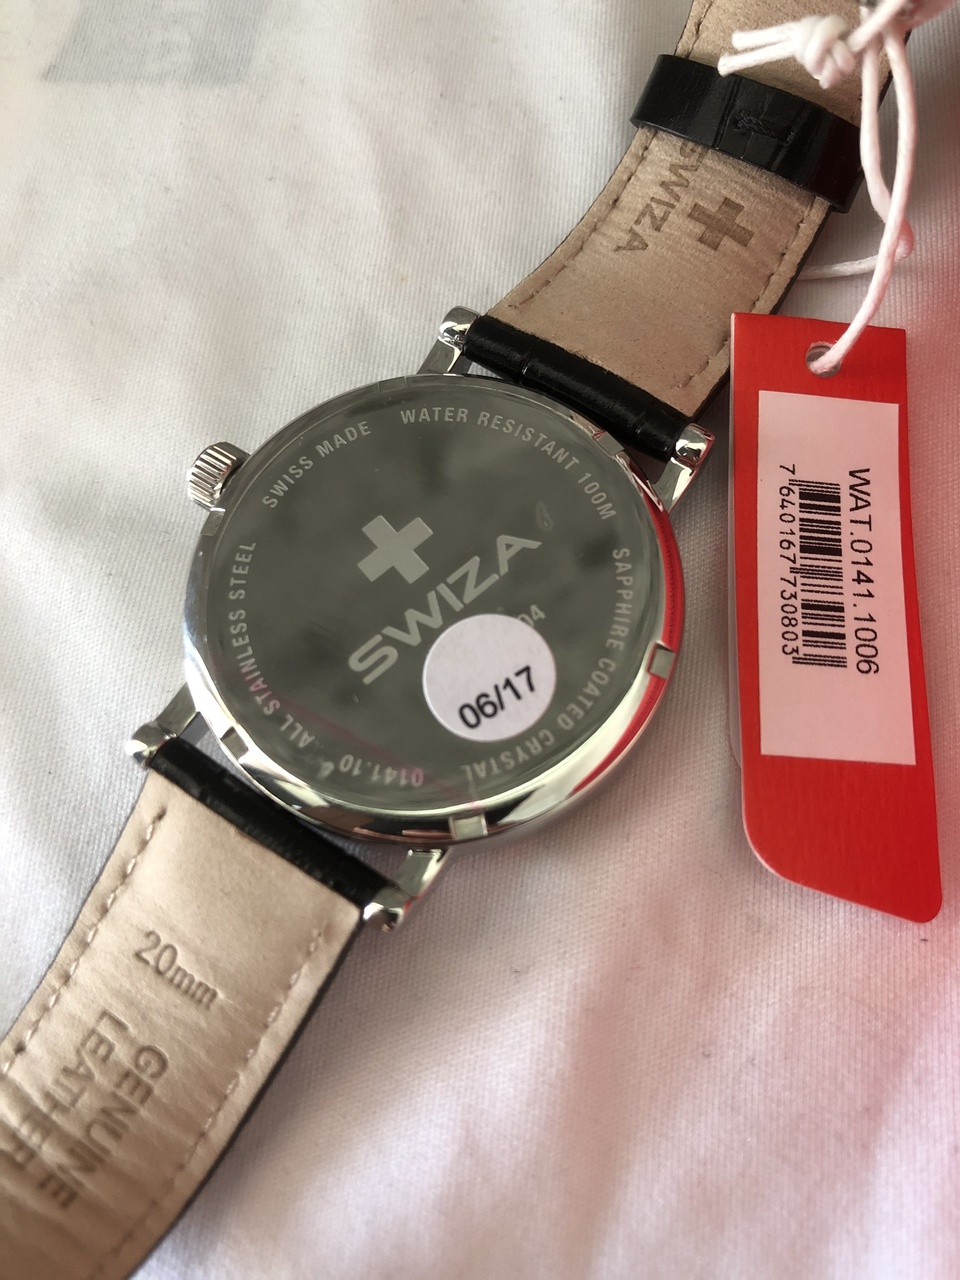 SWIZA
SWISS MADE
WATER RESISTANT 100M
SAPPHIRE COATED CRYSTAL
0141.10
ALL STAINLESS STEEL
SWIZA
04
06/17
WAT.0141.1006
7 640167 730803
20mm
GENUINE
LEATHER